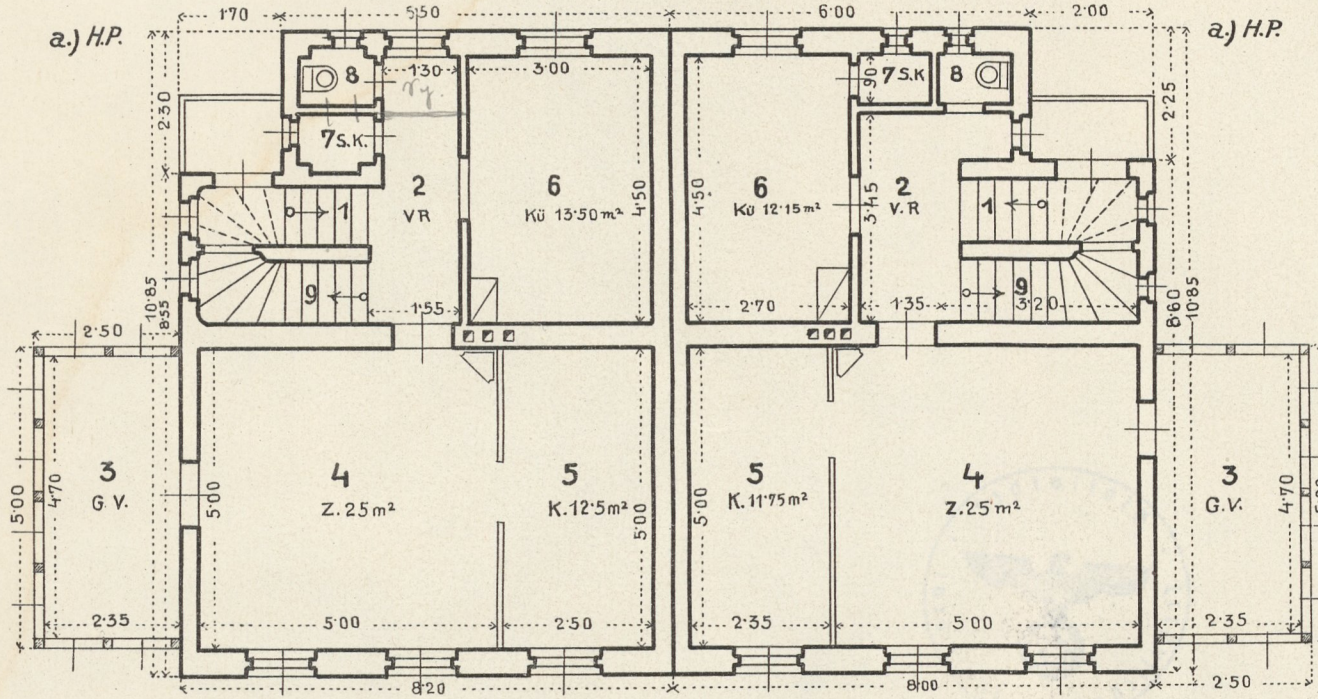 1·70 5·50 6·00 2·00
a.) H.P. a.) H.P.
8 1·30 3·00 90 7 S.K 8
7 S.K.
2·30 2·25
2 6 6 2
V R Kü 13·50 m² 4·50 4·50 Kü 12·15 m² 3·45 V. R
1 1
9 9
1·55 2·70 1·35 3·20
10·85 8·55 8·60 10·85
2·50
3 4 5 5 4 3
G. V. Z. 25 m² K. 12·5 m² K. 11·75 m² Z. 25 m² G.V.
5·00 4·70 5·00 5·00 5·00 4·70
2·35 5·00 2·50 2·35 5·00 2·35
8·20 8·00 2·50